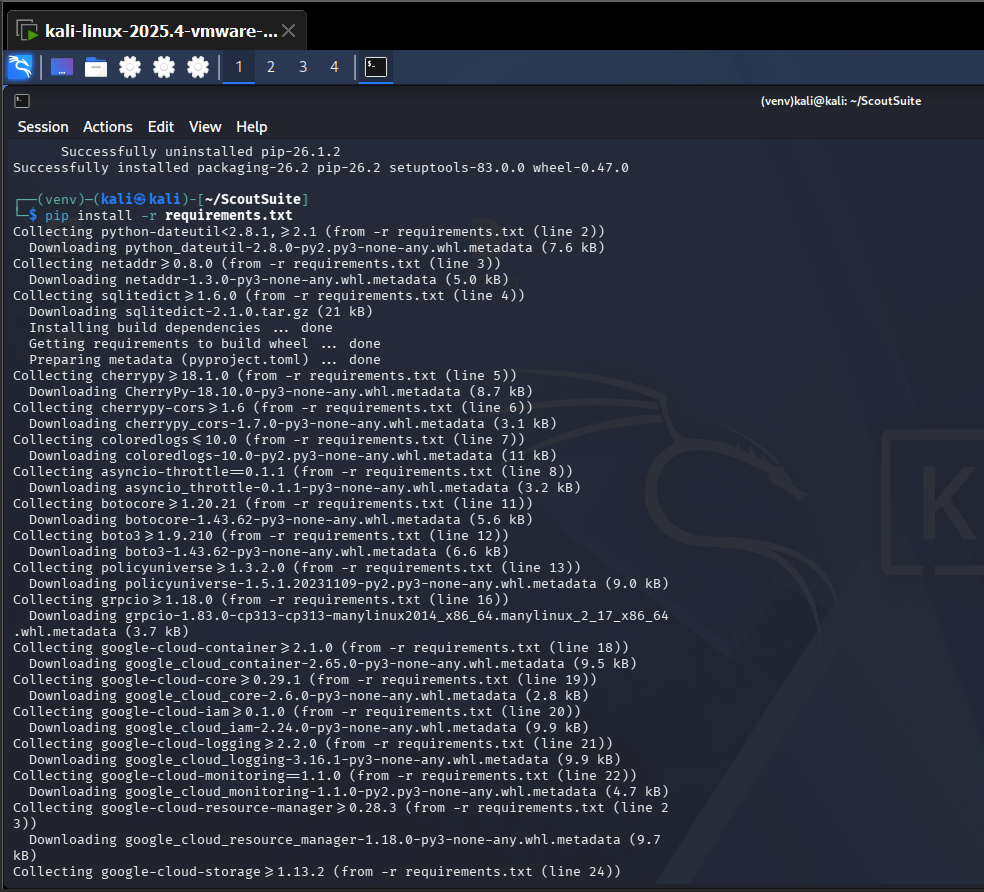 kali-linux-2025.4-vmware-...
1 2 3 4
(venv)kali@kali: ~/ScoutSuite
Session Actions Edit View Help
Successfully uninstalled pip-26.1.2
Successfully installed packaging-26.2 pip-26.2 setuptools-83.0.0 wheel-0.47.0
┌──(venv)─(kali㉿kali)-[~/ScoutSuite]
└─$ pip install -r requirements.txt
Collecting python-dateutil<2.8.1,≥2.1 (from -r requirements.txt (line 2))
Downloading python_dateutil-2.8.0-py2.py3-none-any.whl.metadata (7.6 kB)
Collecting netaddr≥0.8.0 (from -r requirements.txt (line 3))
Downloading netaddr-1.3.0-py3-none-any.whl.metadata (5.0 kB)
Collecting sqlitedict≥1.6.0 (from -r requirements.txt (line 4))
Downloading sqlitedict-2.1.0.tar.gz (21 kB)
Installing build dependencies ... done
Getting requirements to build wheel ... done
Preparing metadata (pyproject.toml) ... done
Collecting cherrypy≥18.1.0 (from -r requirements.txt (line 5))
Downloading CherryPy-18.10.0-py3-none-any.whl.metadata (8.7 kB)
Collecting cherrypy-cors≥1.6 (from -r requirements.txt (line 6))
Downloading cherrypy_cors-1.7.0-py3-none-any.whl.metadata (3.1 kB)
Collecting coloredlogs≤10.0 (from -r requirements.txt (line 7))
Downloading coloredlogs-10.0-py2.py3-none-any.whl.metadata (11 kB)
Collecting asyncio-throttle==0.1.1 (from -r requirements.txt (line 8))
Downloading asyncio_throttle-0.1.1-py3-none-any.whl.metadata (3.2 kB)
Collecting botocore≥1.20.21 (from -r requirements.txt (line 11))
Downloading botocore-1.43.62-py3-none-any.whl.metadata (5.6 kB)
Collecting boto3≥1.9.210 (from -r requirements.txt (line 12))
Downloading boto3-1.43.62-py3-none-any.whl.metadata (6.6 kB)
Collecting policyuniverse≥1.3.2.0 (from -r requirements.txt (line 13))
Downloading policyuniverse-1.5.1.20231109-py2.py3-none-any.whl.metadata (9.0 kB)
Collecting grpcio≥1.18.0 (from -r requirements.txt (line 16))
Downloading grpcio-1.83.0-cp313-cp313-manylinux2014_x86_64.manylinux_2_17_x86_64
.whl.metadata (3.7 kB)
Collecting google-cloud-container≥2.1.0 (from -r requirements.txt (line 18))
Downloading google_cloud_container-2.65.0-py3-none-any.whl.metadata (9.5 kB)
Collecting google-cloud-core≥0.29.1 (from -r requirements.txt (line 19))
Downloading google_cloud_core-2.6.0-py3-none-any.whl.metadata (2.8 kB)
Collecting google-cloud-iam≥0.1.0 (from -r requirements.txt (line 20))
Downloading google_cloud_iam-2.24.0-py3-none-any.whl.metadata (9.9 kB)
Collecting google-cloud-logging≥2.2.0 (from -r requirements.txt (line 21))
Downloading google_cloud_logging-3.16.1-py3-none-any.whl.metadata (9.9 kB)
Collecting google-cloud-monitoring==1.1.0 (from -r requirements.txt (line 22))
Downloading google_cloud_monitoring-1.1.0-py2.py3-none-any.whl.metadata (4.7 kB)
Collecting google-cloud-resource-manager≥0.28.3 (from -r requirements.txt (line 2
3))
Downloading google_cloud_resource_manager-1.18.0-py3-none-any.whl.metadata (9.7
kB)
Collecting google-cloud-storage≥1.13.2 (from -r requirements.txt (line 24))
K